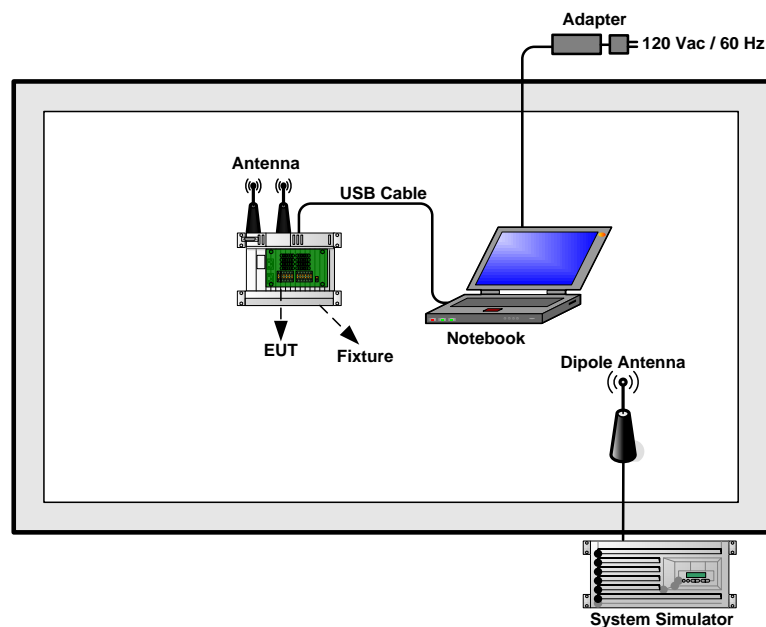 Adapter
120 Vac / 60 Hz
Antenna
USB Cable
EUT
Fixture
Notebook
Dipole Antenna
System Simulator